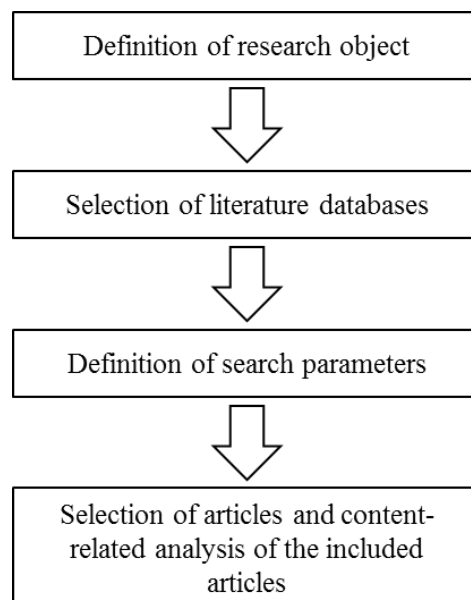 Definition of research object
Selection of literature databases
Definition of search parameters
Selection of articles and content-
related analysis of the included
articles